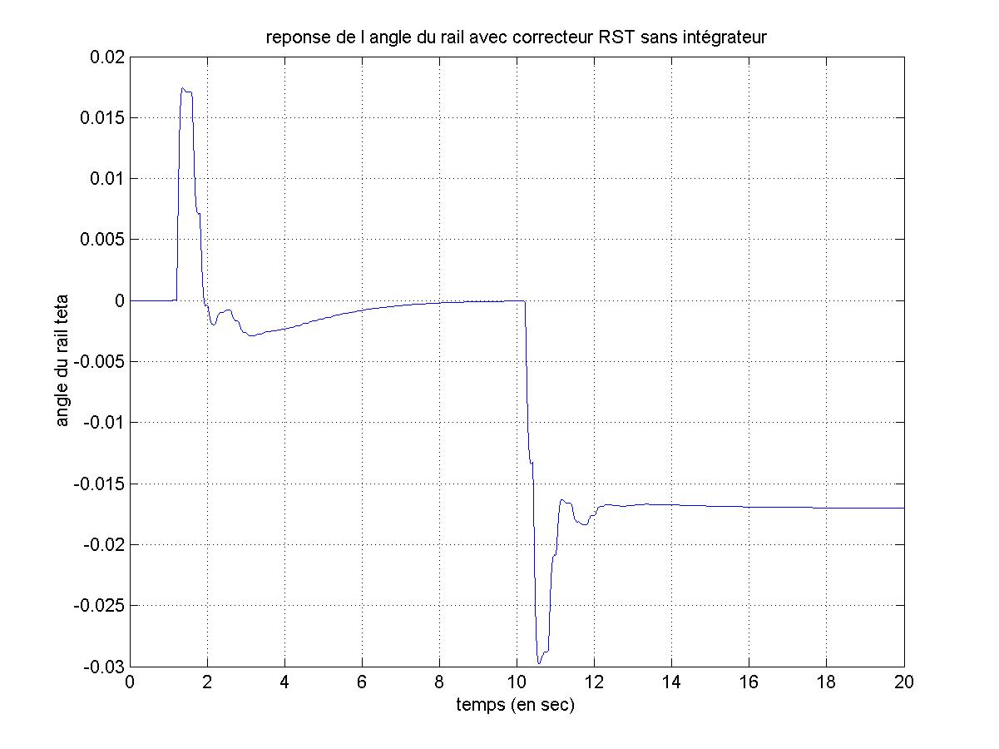 reponse de l angle du rail avec correcteur RST sans intégrateur
0.02
0.015
0.01
0.005
0
-0.005
-0.01
-0.015
-0.02
-0.025
-0.03
angle du rail teta
0 2 4 6 8 10 12 14 16 18 20
temps (en sec)